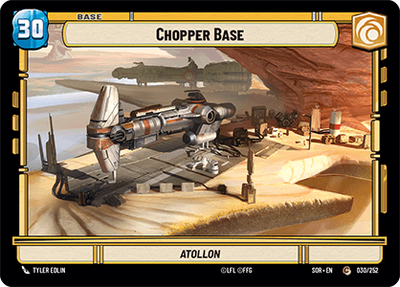 30
BASE
CHOPPER BASE
ATOLLON
TYLER EDLIN
©LFL ©FFG
SOR • EN
C
030/252